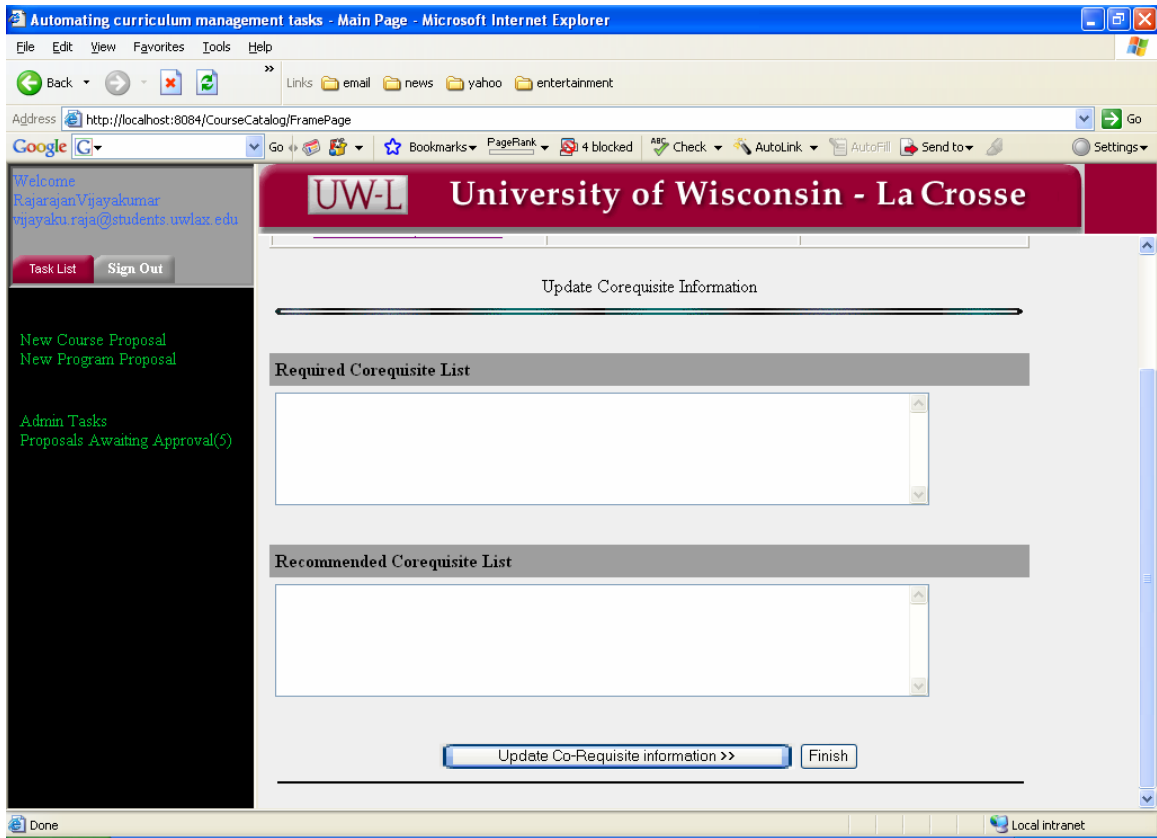 Automating curriculum management tasks - Main Page - Microsoft Internet Explorer
File Edit View Favorites Tools Help
Back » Links email news yahoo entertainment
Address http://localhost:8084/CourseCatalog/FramePage Go
Google G Go Bookmarks PageRank 4 blocked ABC Check AutoLink AutoFill Send to Settings
Welcome
RajarajanVijayakumar
vijayaku.raja@students.uwlax.edu
Task List Sign Out
UW-L University of Wisconsin - La Crosse
New Course Proposal
New Program Proposal
Admin Tasks
Proposals Awaiting Approval(5)
Update Corequisite Information
Required Corequisite List
Recommended Corequisite List
Update Co-Requisite information >> Finish
Done Local intranet